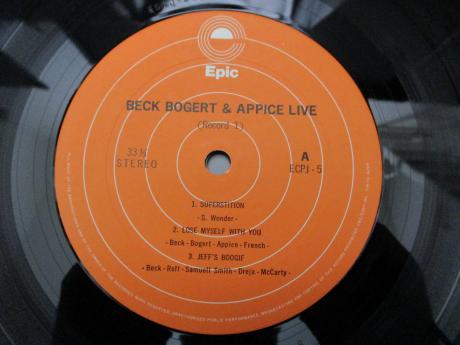 Epic
BECK BOGERT & APPICE LIVE
(Record 1)
33⅓
STEREO
A
ECPJ-5
1. SUPERSTITION
- S. Wonder -
2. LOSE MYSELF WITH YOU
- Beck - Bogert - Appice - French -
3. JEFF'S BOOGIE
- Beck - Relf - Samuell Smith - Dreja - McCarty -